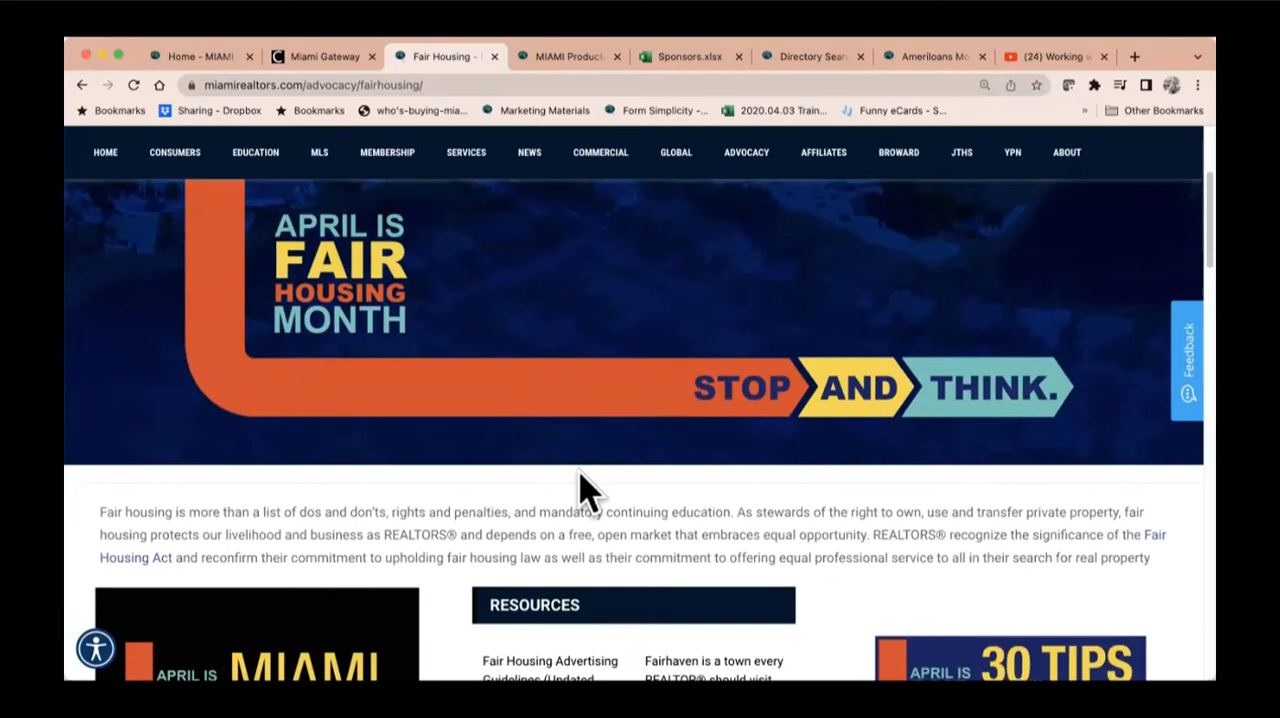 Home - MIAMI
Miami Gateway
Fair Housing -
MIAMI Product
Sponsors.xlsx
Directory Sear
Ameriloans Mo
(24) Working
miamirealtors.com/advocacy/fairhousing/
Bookmarks
Sharing - Dropbox
Bookmarks
who's-buying-mia...
Marketing Materials
Form Simplicity -...
2020.04.03 Train...
Funny eCards - S...
»
Other Bookmarks
HOME
CONSUMERS
EDUCATION
MLS
MEMBERSHIP
SERVICES
NEWS
COMMERCIAL
GLOBAL
ADVOCACY
AFFILIATES
BROWARD
JTHS
YPN
ABOUT
APRIL IS
FAIR
HOUSING
MONTH
STOP AND THINK.
Feedback
Fair housing is more than a list of dos and don'ts, rights and penalties, and mandatory continuing education. As stewards of the right to own, use and transfer private property, fair
housing protects our livelihood and business as REALTORS® and depends on a free, open market that embraces equal opportunity. REALTORS® recognize the significance of the Fair
Housing Act and reconfirm their commitment to upholding fair housing law as well as their commitment to offering equal professional service to all in their search for real property
RESOURCES
APRIL IS MIAMI
Fair Housing Advertising
Guidelines (Updated
Fairhaven is a town every
REALTOR® should visit
APRIL IS 30 TIPS